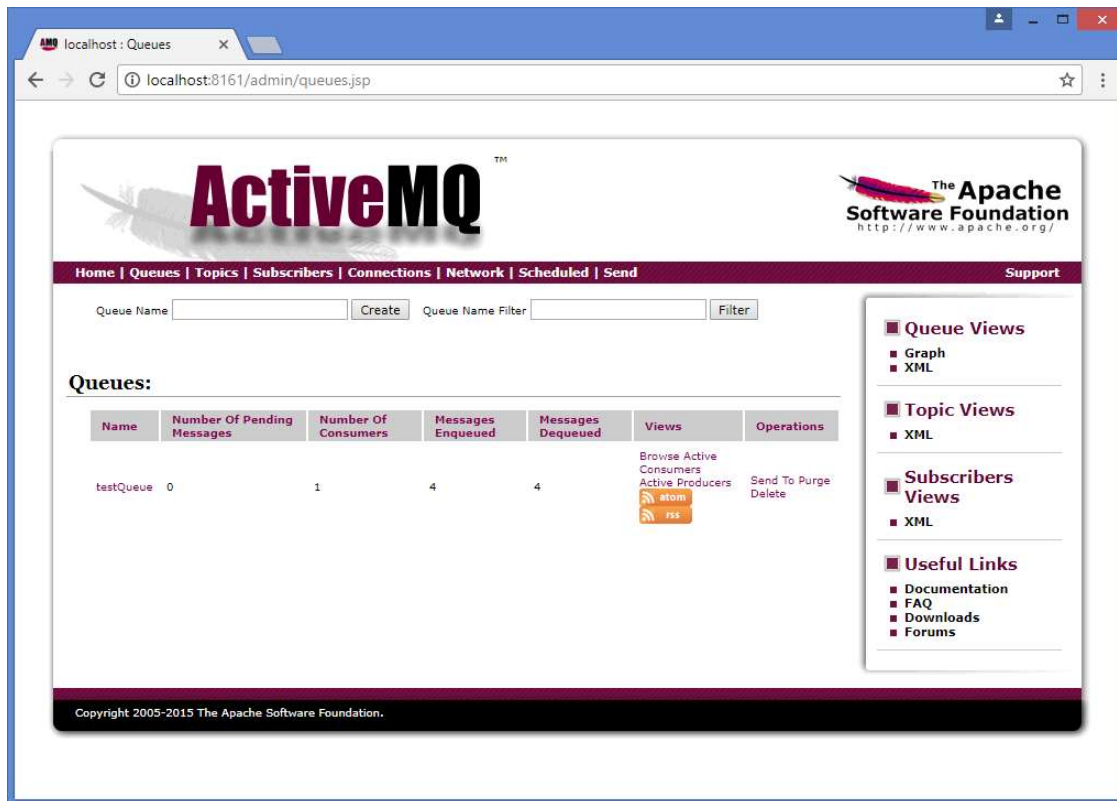 AMQ localhost : Queues
localhost:8161/admin/queues.jsp
ActiveMQ ™
The Apache
Software Foundation
http://www.apache.org/
Home | Queues | Topics | Subscribers | Connections | Network | Scheduled | Send Support
Queue Name Create Queue Name Filter Filter
Queues:
Name Number Of Pending Messages Number Of Consumers Messages Enqueued Messages Dequeued Views Operations
testQueue 0 1 4 4
Browse Active
Consumers
Active Producers
atom
rss
Send To Purge
Delete
Queue Views
Graph
XML
Topic Views
XML
Subscribers
Views
XML
Useful Links
Documentation
FAQ
Downloads
Forums
Copyright 2005-2015 The Apache Software Foundation.